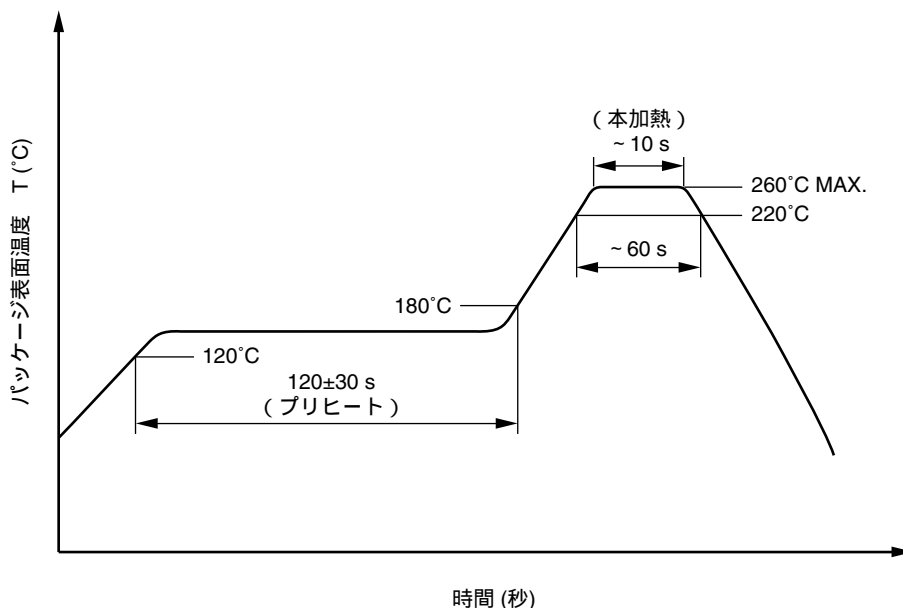 パッケージ表面温度 T (˚C)
( 本加熱 )
~ 10 s
260˚C MAX.
220˚C
~ 60 s
180˚C
120˚C
120±30 s
( プリヒート )
時間 (秒)